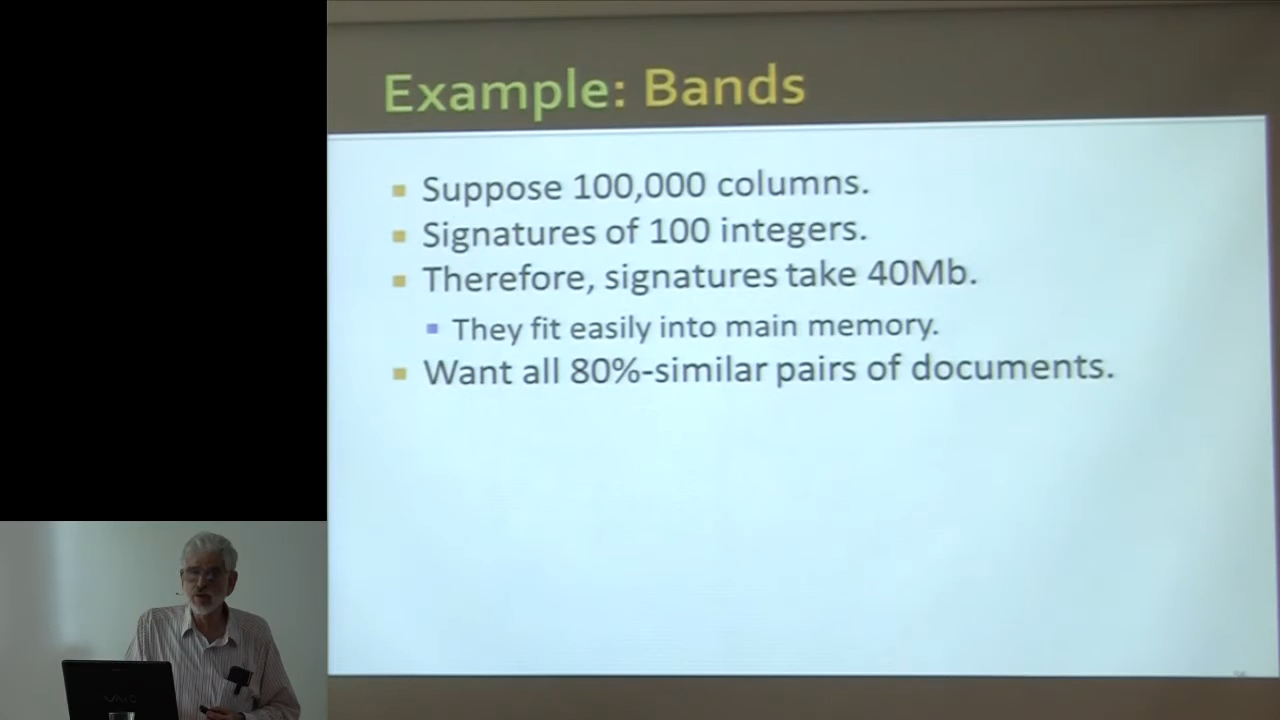 Example: Bands
Suppose 100,000 columns.
Signatures of 100 integers.
Therefore, signatures take 40Mb.
They fit easily into main memory.
Want all 80%-similar pairs of documents.
VAIO